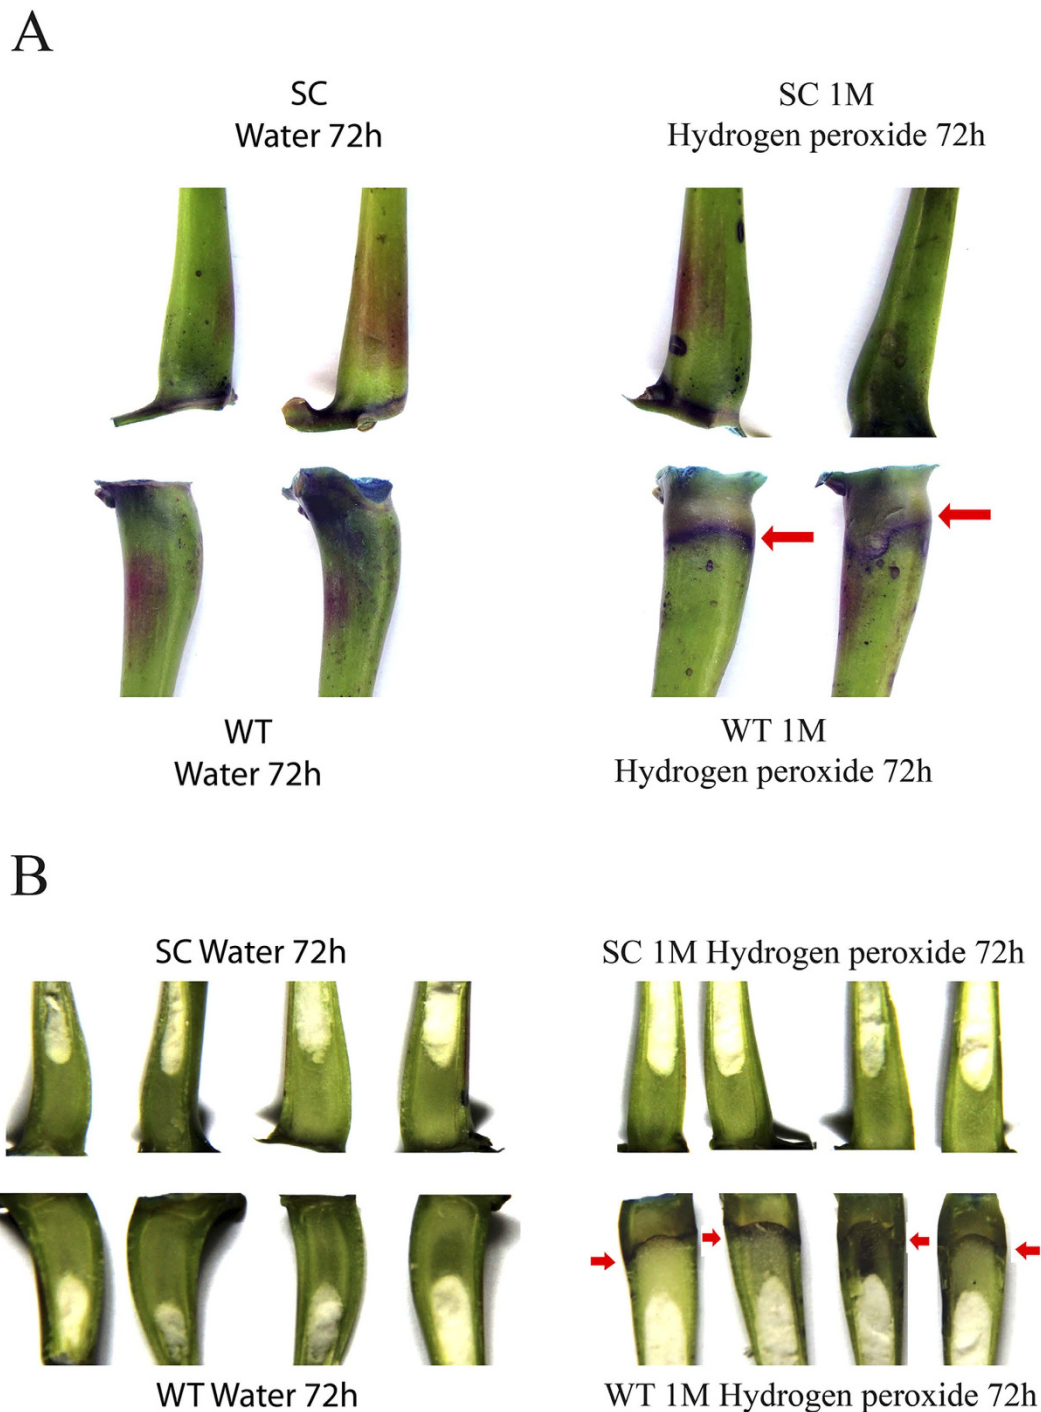 A
SC
Water 72h
SC 1M
Hydrogen peroxide 72h
WT
Water 72h
WT 1M
Hydrogen peroxide 72h
B
SC Water 72h
SC 1M Hydrogen peroxide 72h
WT Water 72h
WT 1M Hydrogen peroxide 72h